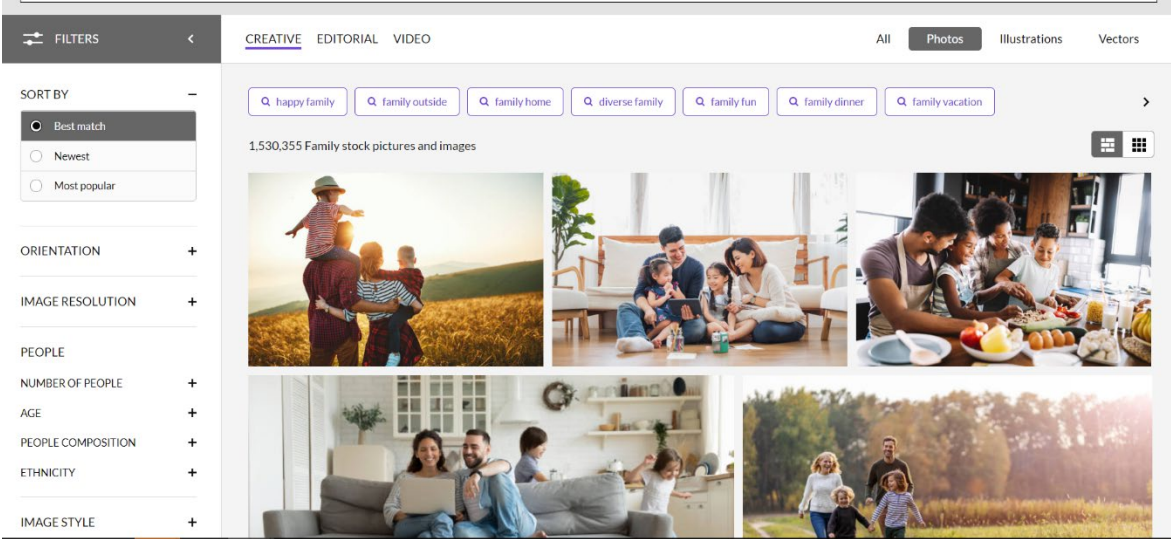 FILTERS
CREATIVE EDITORIAL VIDEO
All Photos Illustrations Vectors
SORT BY
Best match
Newest
Most popular
ORIENTATION
IMAGE RESOLUTION
PEOPLE
NUMBER OF PEOPLE
AGE
PEOPLE COMPOSITION
ETHNICITY
IMAGE STYLE
happy family family outside family home diverse family family fun family dinner family vacation
1,530,355 Family stock pictures and images